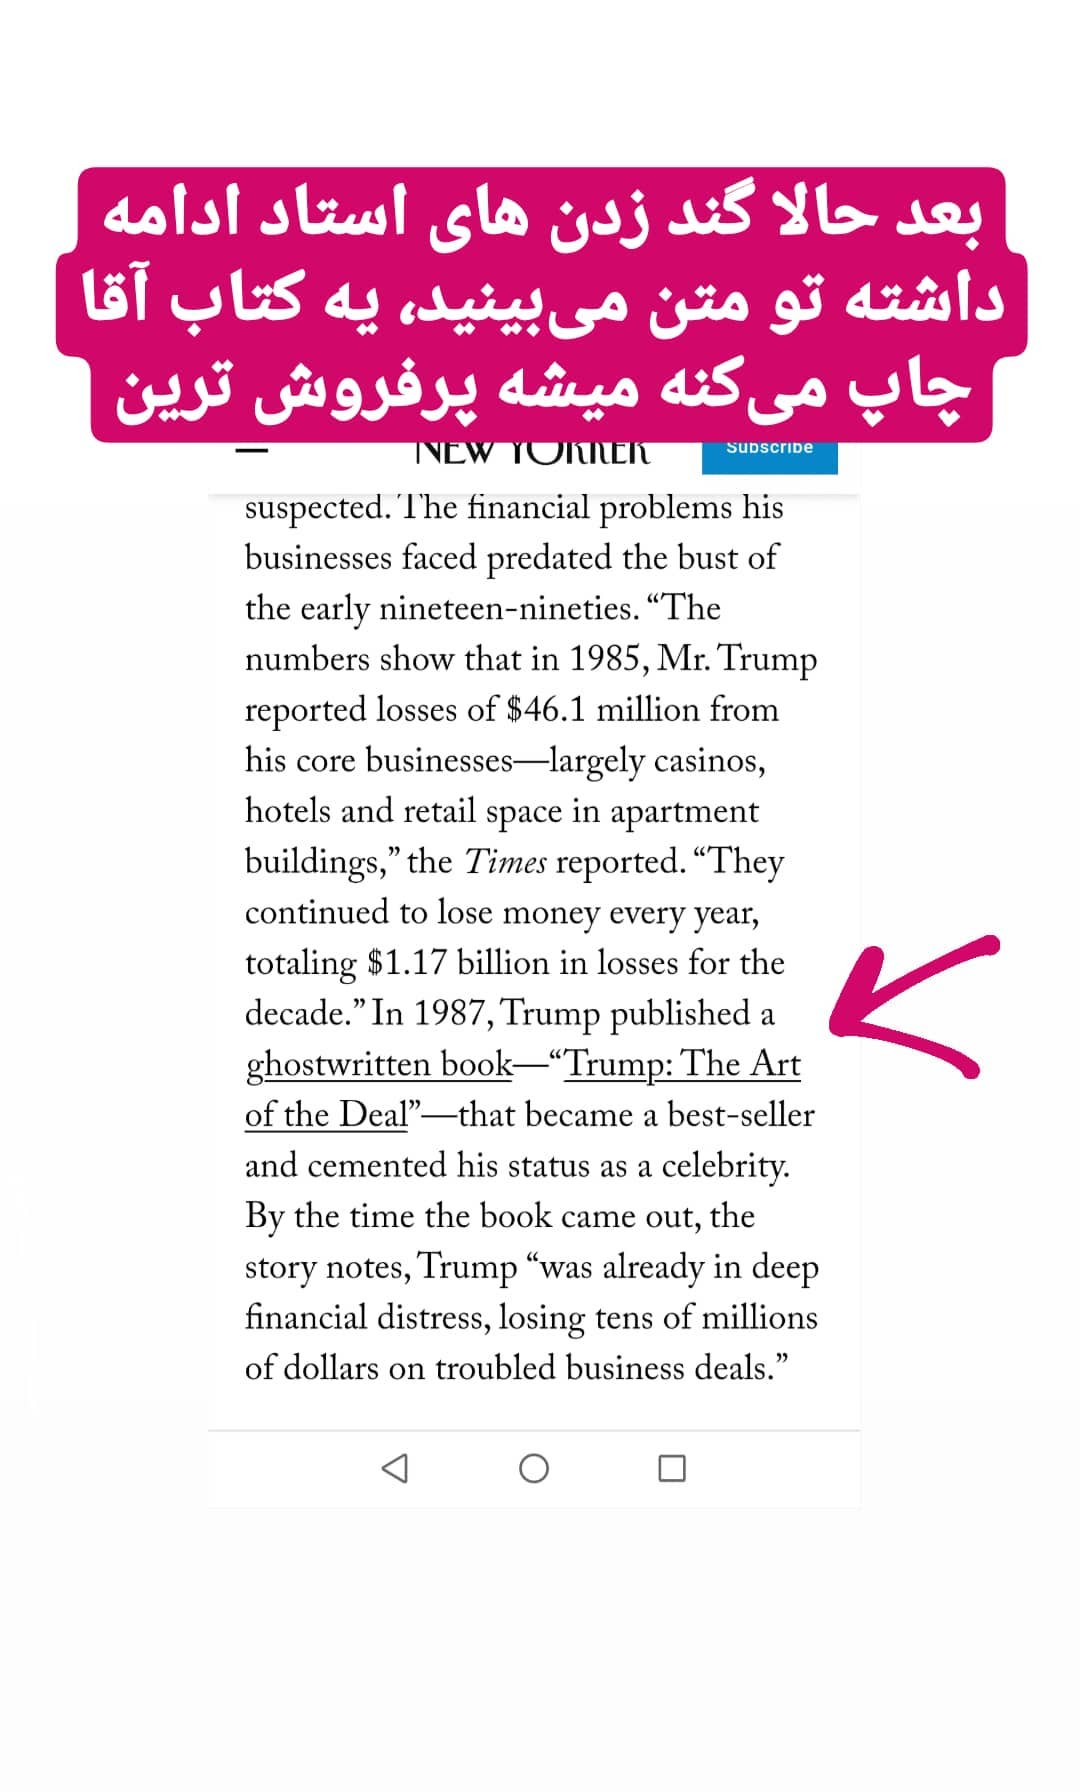 بعد حالا گند زدن های استاد ادامه
داشته تو متن می‌بینید، یه کتاب آقا
چاپ می‌کنه میشه پرفروش ترین
NEW YORKER
Subscribe
suspected. The financial problems his
businesses faced predated the bust of
the early nineteen-nineties. “The
numbers show that in 1985, Mr. Trump
reported losses of $46.1 million from
his core businesses—largely casinos,
hotels and retail space in apartment
buildings,” the Times reported. “They
continued to lose money every year,
totaling $1.17 billion in losses for the
decade.” In 1987, Trump published a
ghostwritten book—“Trump: The Art
of the Deal”—that became a best-seller
and cemented his status as a celebrity.
By the time the book came out, the
story notes, Trump “was already in deep
financial distress, losing tens of millions
of dollars on troubled business deals.”